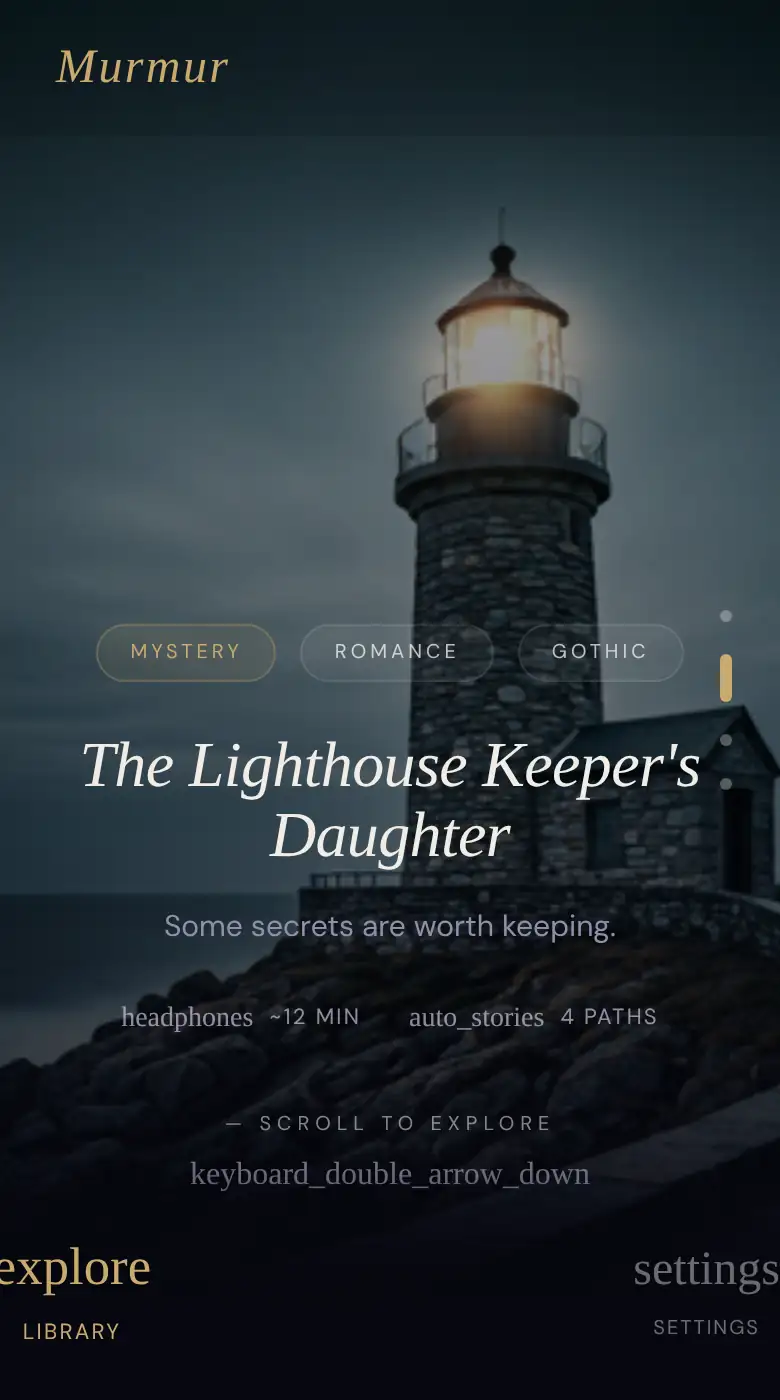 Murmur
MYSTERY ROMANCE GOTHIC
The Lighthouse Keeper's
Daughter
Some secrets are worth keeping.
headphones ~12 MIN auto_stories 4 PATHS
— SCROLL TO EXPLORE
keyboard_double_arrow_down
explore settings
LIBRARY SETTINGS